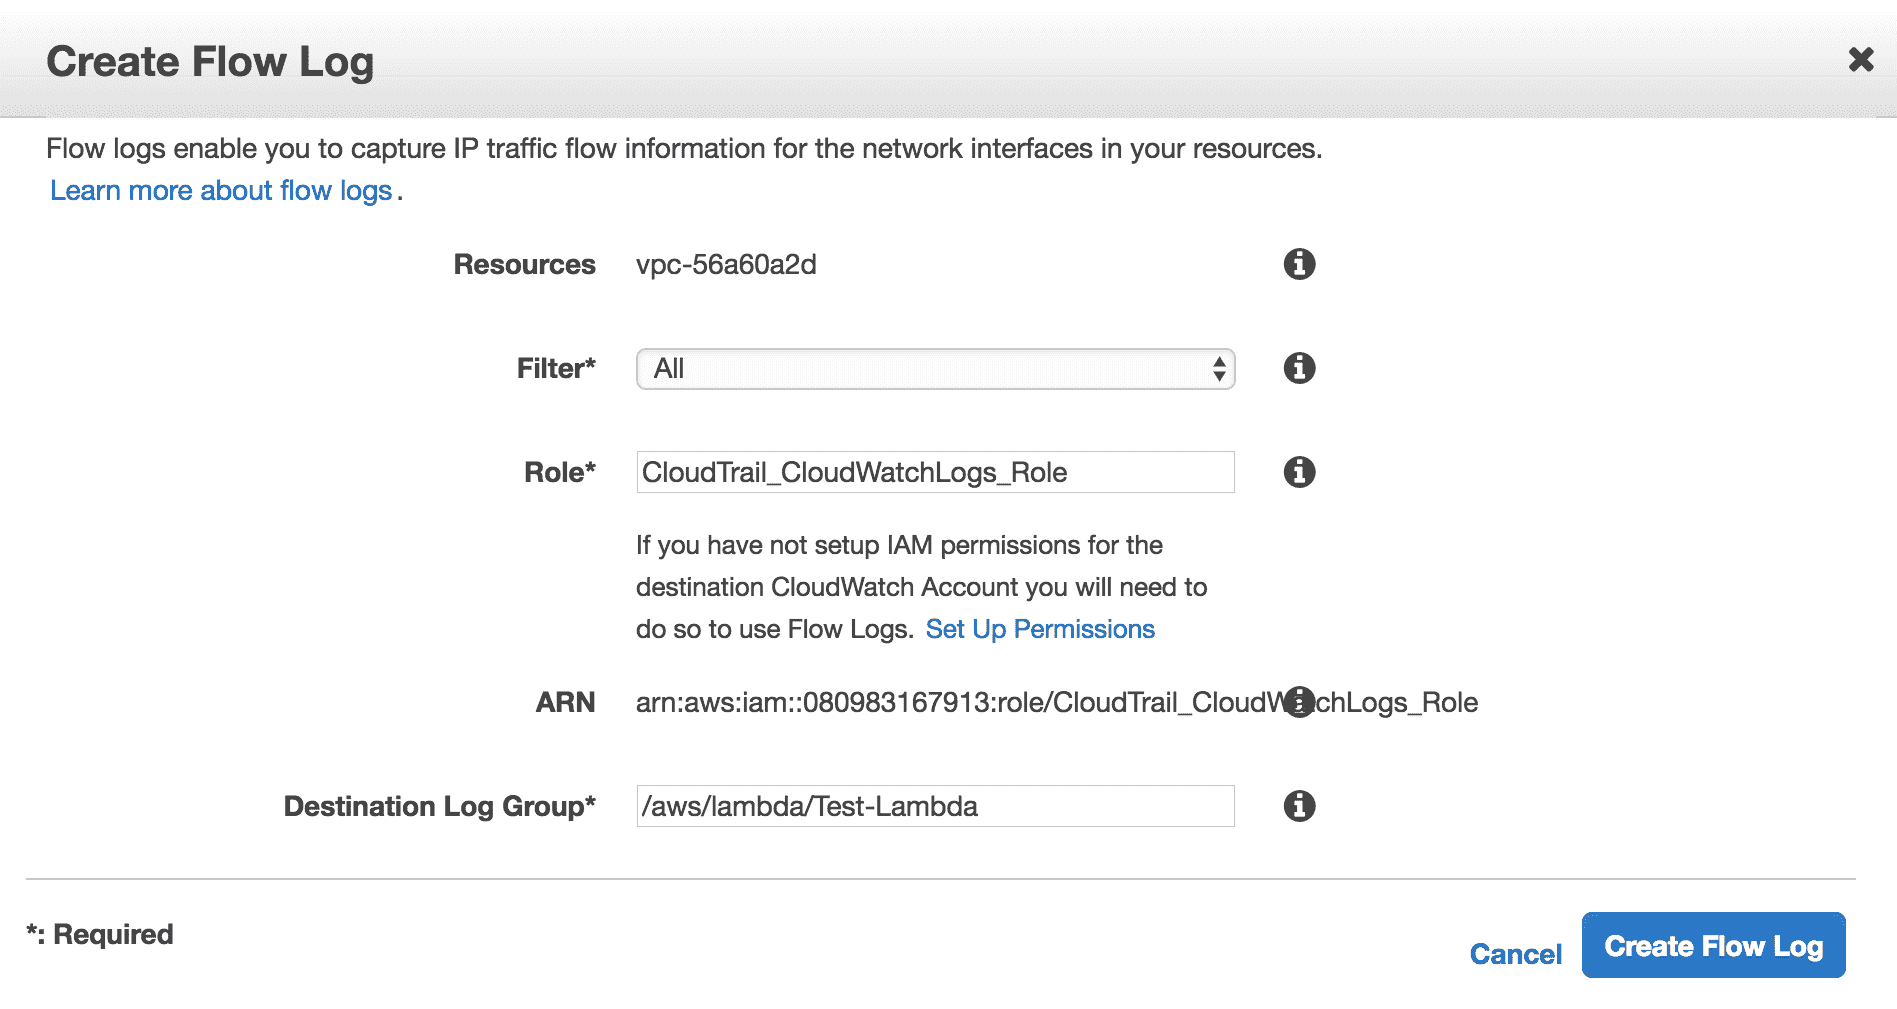 Create Flow Log
Flow logs enable you to capture IP traffic flow information for the network interfaces in your resources.
Learn more about flow logs.
Resources vpc-56a60a2d
Filter* All
Role* CloudTrail_CloudWatchLogs_Role
If you have not setup IAM permissions for the
destination CloudWatch Account you will need to
do so to use Flow Logs. Set Up Permissions
ARN arn:aws:iam::080983167913:role/CloudTrail_CloudWatchLogs_Role
Destination Log Group* /aws/lambda/Test-Lambda
*: Required
Cancel Create Flow Log